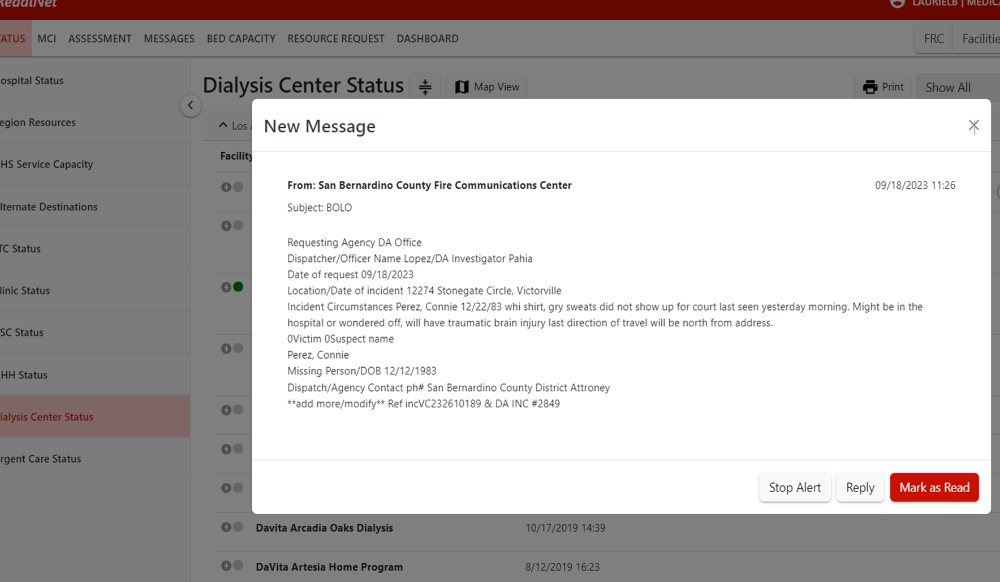 ReddiNet
LAURIELB | MEDICA
TATUS MCI ASSESSMENT MESSAGES BED CAPACITY RESOURCE REQUEST DASHBOARD FRC Facilitie
ospital Status
egion Resources
HS Service Capacity
lternate Destinations
TC Status
linic Status
SC Status
HH Status
ialysis Center Status
rgent Care Status
Dialysis Center Status Map View Print Show All
Los A
Facility
New Message
From: San Bernardino County Fire Communications Center 09/18/2023 11:26
Subject: BOLO
Requesting Agency DA Office
Dispatcher/Officer Name Lopez/DA Investigator Pahia
Date of request 09/18/2023
Location/Date of incident 12274 Stonegate Circle, Victorville
Incident Circumstances Perez, Connie 12/22/83 whi shirt, gry sweats did not show up for court last seen yesterday morning. Might be in the
hospital or wondered off, will have traumatic brain injury last direction of travel will be north from address.
0Victim 0Suspect name
Perez, Connie
Missing Person/DOB 12/12/1983
Dispatch/Agency Contact ph# San Bernardino County District Attroney
**add more/modify** Ref incVC232610189 & DA INC #2849
Stop Alert Reply Mark as Read
Davita Arcadia Oaks Dialysis 10/17/2019 14:39
DaVita Artesia Home Program 8/12/2019 16:23